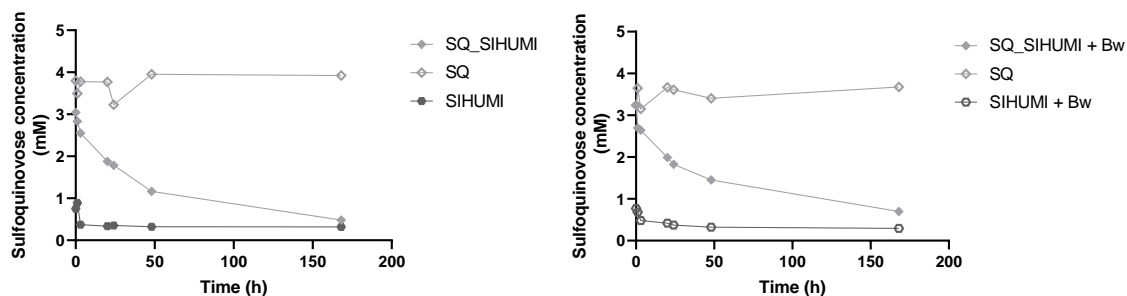 Sulfoquinovose concentration
(mM)
5
4
3
2
1
0
0
50
100
150
200
Time (h)
SQ_SIHUMI
SQ
SIHUMI
Sulfoquinovose concentration
(mM)
5
4
3
2
1
0
0
50
100
150
200
Time (h)
SQ_SIHUMI + Bw
SQ
SIHUMI + Bw